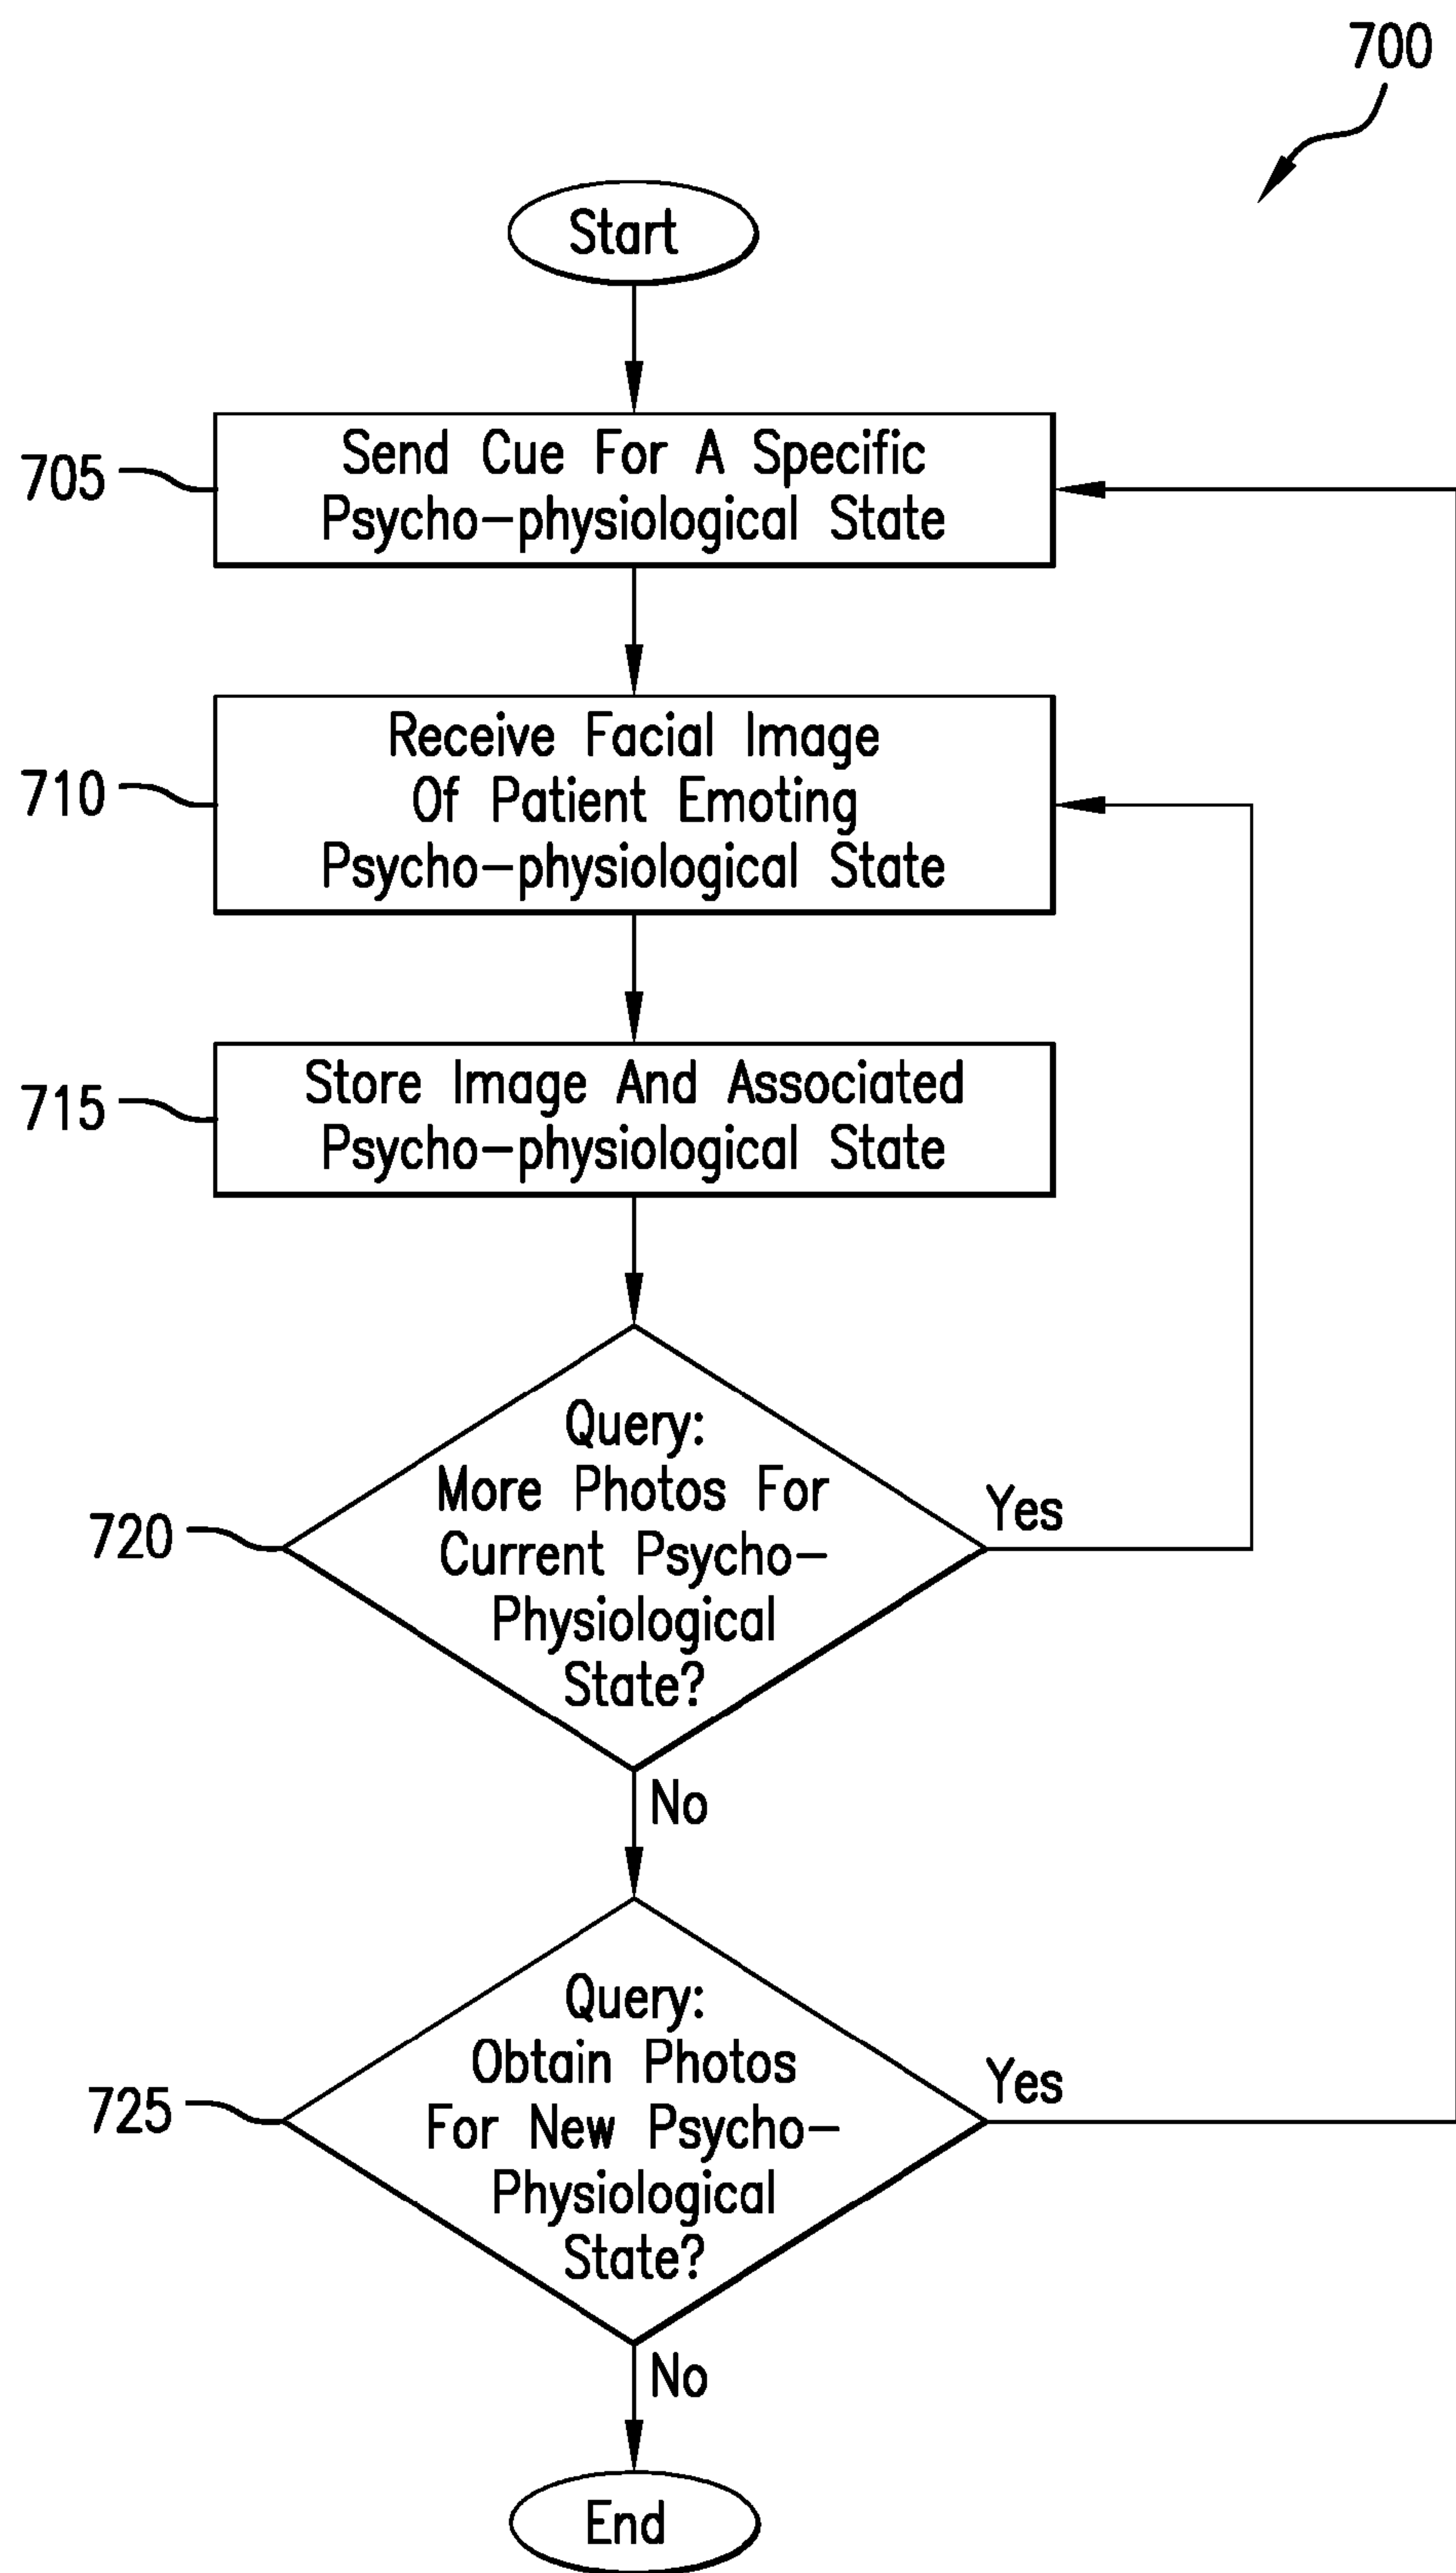 700
Start
705
Send Cue For A Specific
Psycho-physiological State
710
Receive Facial Image
Of Patient Emoting
Psycho-physiological State
715
Store Image And Associated
Psycho-physiological State
720
Query:
More Photos For
Current Psycho-
Physiological
State?
Yes
No
725
Query:
Obtain Photos
For New Psycho-
Physiological
State?
Yes
No
End